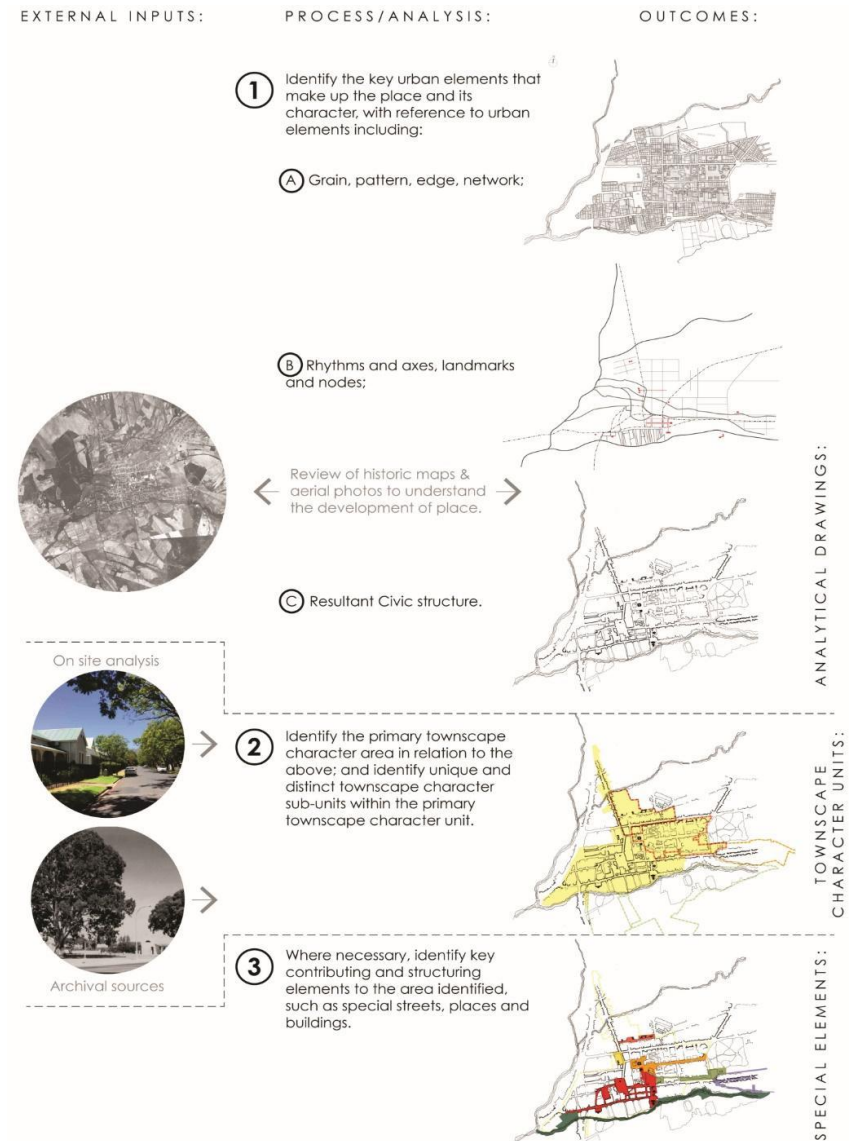 EXTERNAL INPUTS:
PROCESS/ANALYSIS:
OUTCOMES:
1
Identify the key urban elements that
make up the place and its
character, with reference to urban
elements including:
A Grain, pattern, edge, network;
B Rhythms and axes, landmarks
and nodes;
Review of historic maps &
aerial photos to understand
the development of place.
C Resultant Civic structure.
ANALYTICAL DRAWINGS:
On site analysis
2
Identify the primary townscape
character area in relation to the
above; and identify unique and
distinct townscape character
sub-units within the primary
townscape character unit.
TOWNSCAPE
CHARACTER UNITS:
Archival sources
3
Where necessary, identify key
contributing and structuring
elements to the area identified,
such as special streets, places and
buildings.
SPECIAL ELEMENTS: